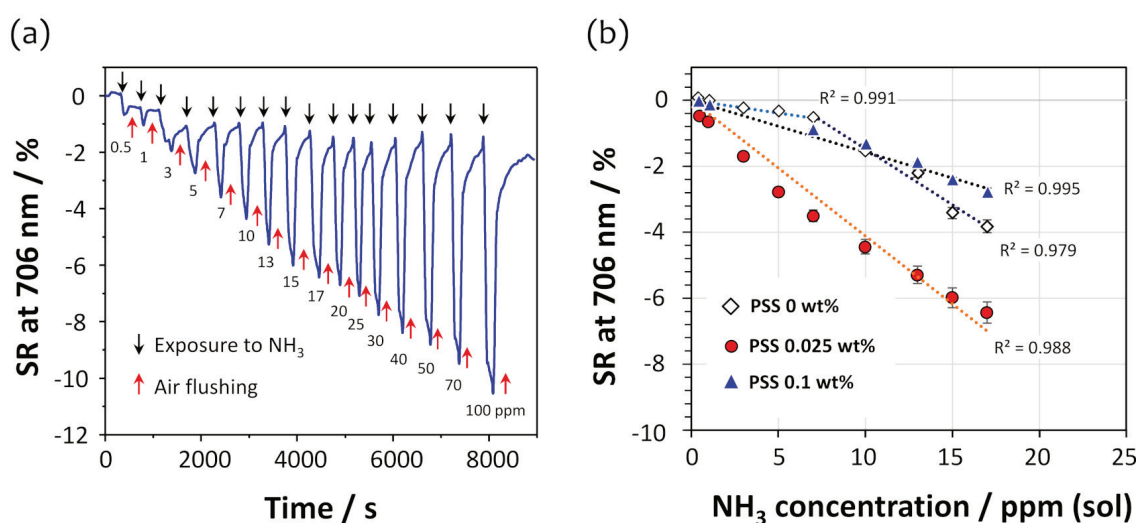 (a)
SR at 706 nm / %
0
-2
-4
-6
-8
-10
-12
0.5
1
3
5
7
10
13
15
17
20
25
30
40
50
70
100 ppm
Exposure to NH₃
Air flushing
0
2000
4000
6000
8000
Time / s
(b)
SR at 706 nm / %
0
-2
-4
-6
-8
-10
R² = 0.991
R² = 0.995
R² = 0.979
R² = 0.988
PSS 0 wt%
PSS 0.025 wt%
PSS 0.1 wt%
0
5
10
15
20
25
NH₃ concentration / ppm (sol)